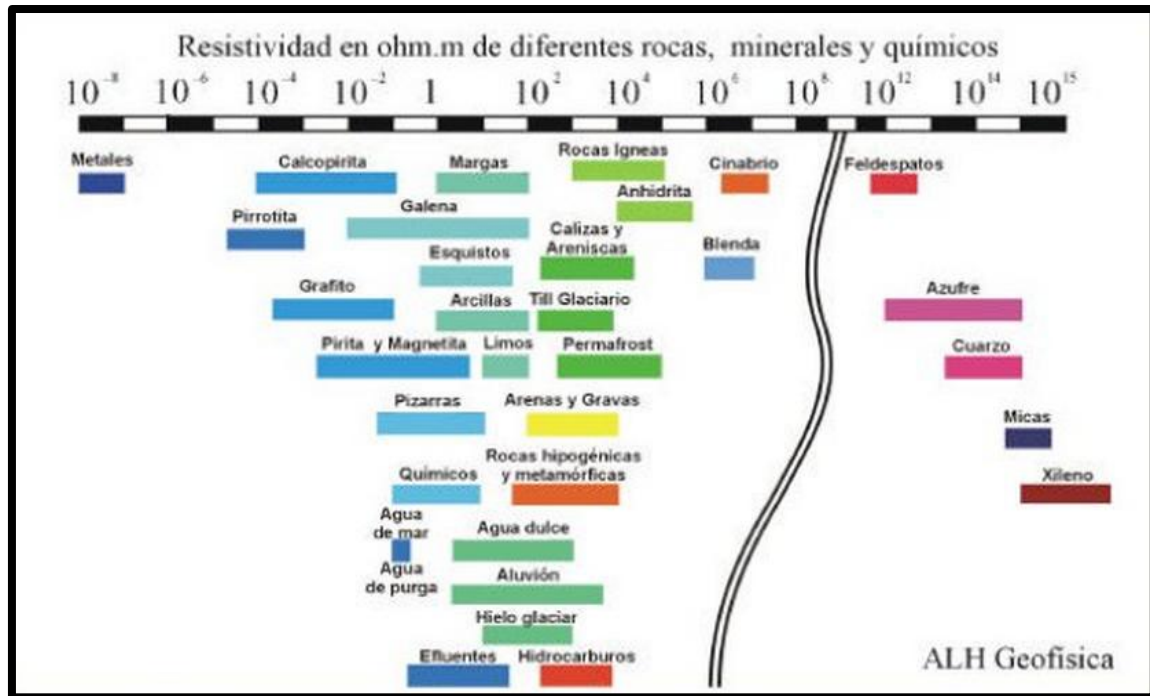 Resistividad en ohm.m de diferentes rocas, minerales y químicos
10⁻⁸ 10⁻⁶ 10⁻⁴ 10⁻² 1 10² 10⁴ 10⁶ 10⁸ 10¹² 10¹⁴ 10¹⁵
Metales
Calcopirita
Margas
Rocas Igneas
Cinabrio
Feldespatos
Anhidrita
Pirrotita
Galena
Calizas y
Areniscas
Blenda
Esquistos
Grafito
Arcillas
Till Glaciario
Azufre
Pirita y Magnetita
Limos
Permafrost
Cuarzo
Pizarras
Arenas y Gravas
Micas
Químicos
Rocas hipogénicas
y metamórficas
Xileno
Agua
de mar
Agua dulce
Agua
de purga
Aluvión
Hielo glaciar
Efluentes
Hidrocarburos
ALH Geofísica